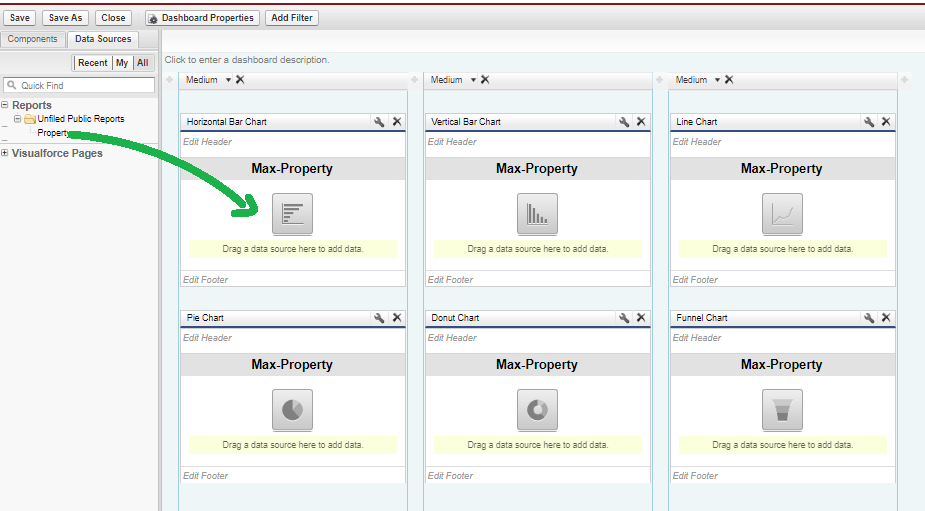 Save Save As Close Dashboard Properties Add Filter
Components Data Sources
Recent My All
Quick Find
Reports
Unfiled Public Reports
Property
Visualforce Pages
Click to enter a dashboard description.
Medium Medium Medium
Horizontal Bar Chart Vertical Bar Chart Line Chart
Edit Header Edit Header Edit Header
Max-Property Max-Property Max-Property
Drag a data source here to add data. Drag a data source here to add data. Drag a data source here to add data.
Edit Footer Edit Footer Edit Footer
Pie Chart Donut Chart Funnel Chart
Edit Header Edit Header Edit Header
Max-Property Max-Property Max-Property
Drag a data source here to add data. Drag a data source here to add data. Drag a data source here to add data.
Edit Footer Edit Footer Edit Footer